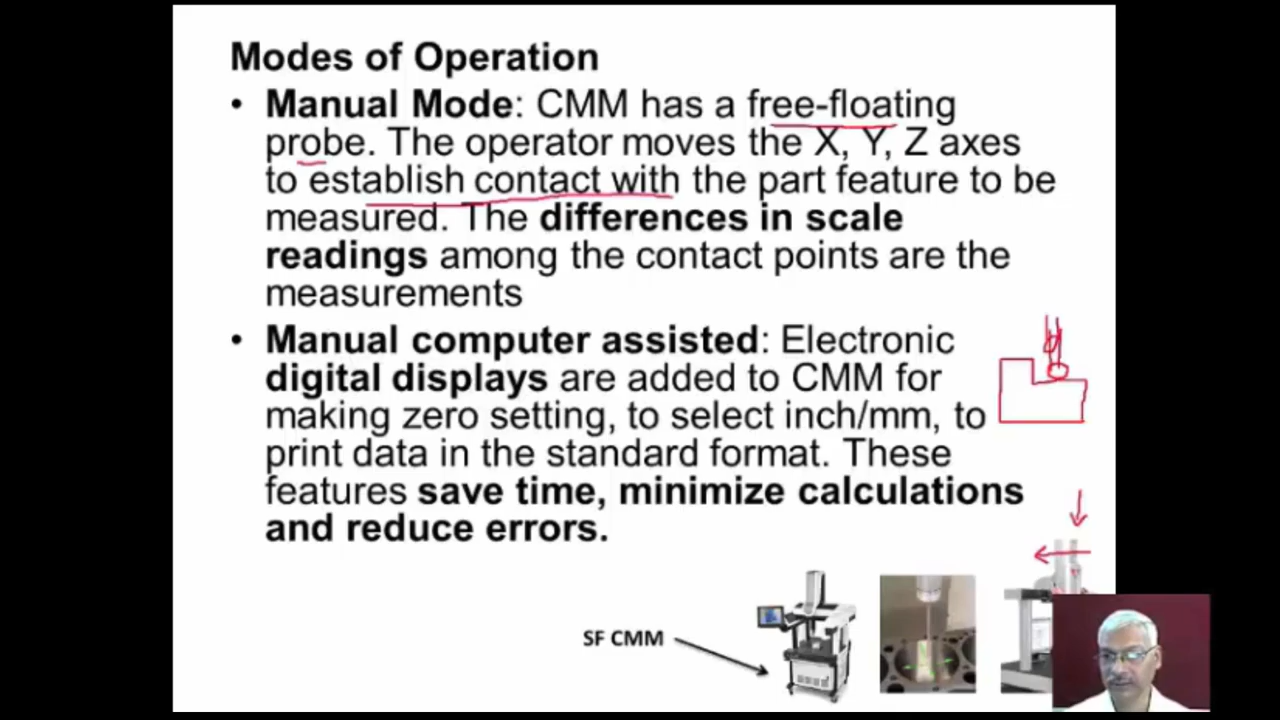 Modes of Operation
• Manual Mode: CMM has a free-floating
probe. The operator moves the X, Y, Z axes
to establish contact with the part feature to be
measured. The differences in scale
readings among the contact points are the
measurements
• Manual computer assisted: Electronic
digital displays are added to CMM for
making zero setting, to select inch/mm, to
print data in the standard format. These
features save time, minimize calculations
and reduce errors.
SF CMM